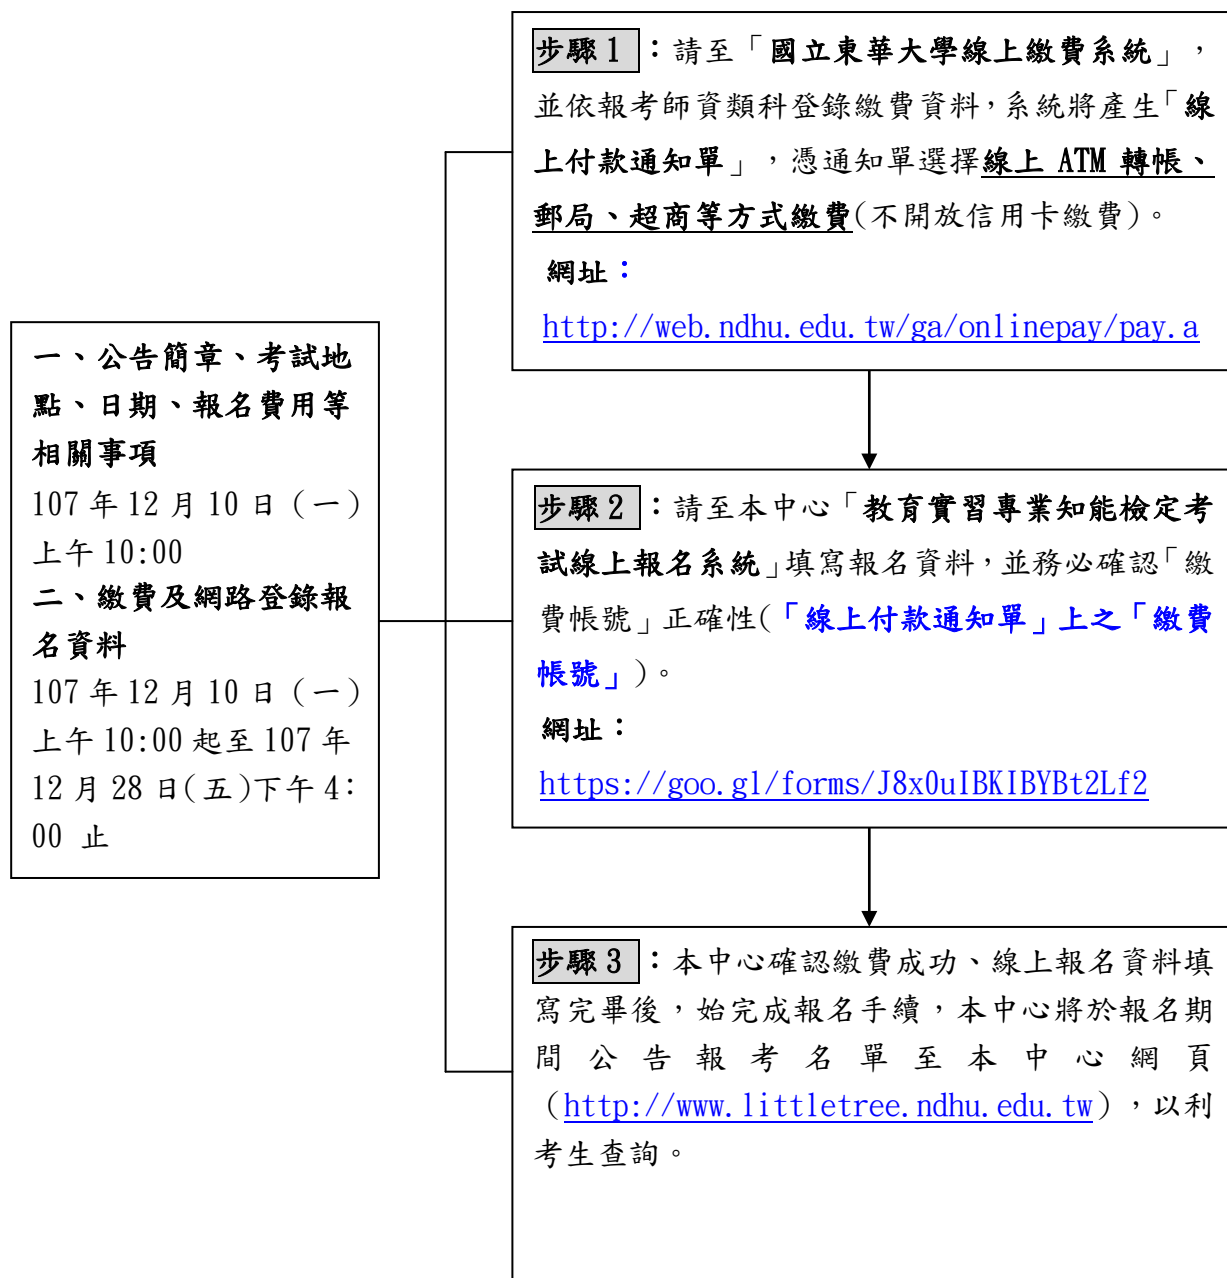 一、公告簡章、考試地
點、日期、報名費用等
相關事項
107 年 12 月 10 日 (一)
上午 10:00
二、繳費及網路登錄報
名資料
107 年 12 月 10 日 (一)
上午 10:00 起至 107 年
12 月 28 日(五)下午 4:
00 止
步驟 1 ：請至「國立東華大學線上繳費系統」，
並依報考師資類科登錄繳費資料，系統將產生「線
上付款通知單」，憑通知單選擇線上 ATM 轉帳、
郵局、超商等方式繳費(不開放信用卡繳費)。
網址：
http://web.ndhu.edu.tw/ga/onlinepay/pay.a
步驟 2 ：請至本中心「教育實習專業知能檢定考
試線上報名系統」填寫報名資料，並務必確認「繳
費帳號」正確性(「線上付款通知單」上之「繳費
帳號」)。
網址：
https://goo.gl/forms/J8x0uIBKIBYBt2Lf2
步驟 3 ：本中心確認繳費成功、線上報名資料填
寫完畢後，始完成報名手續，本中心將於報名期
間公告報考名單至本中心網頁
(http://www.littletree.ndhu.edu.tw)，以利
考生查詢。